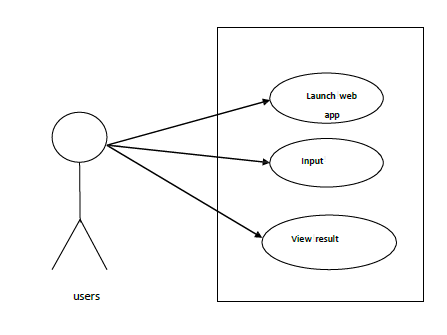 Launch web
app
Input
View result
users